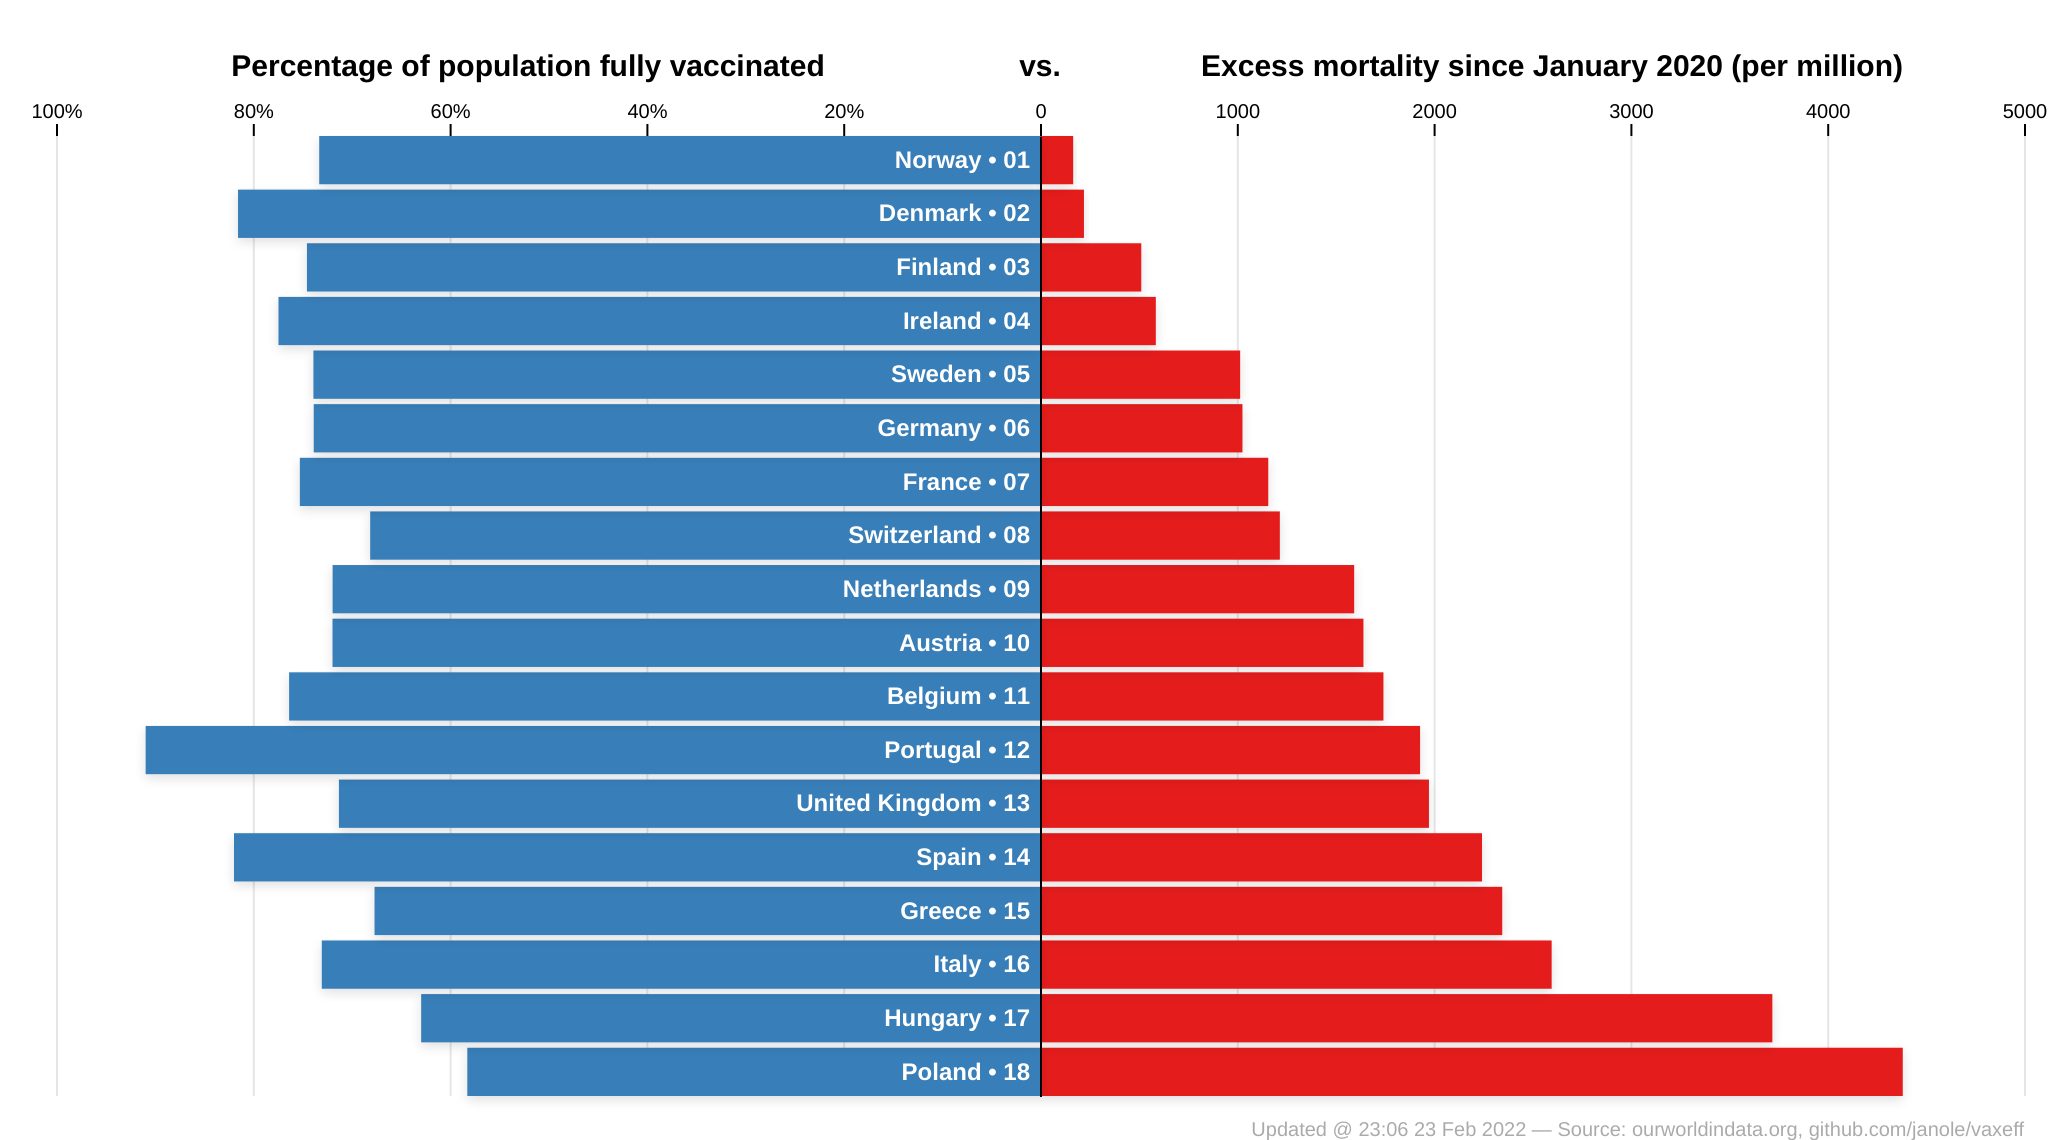 Percentage of population fully vaccinated vs. Excess mortality since January 2020 (per million)
100% 80% 60% 40% 20% 0 1000 2000 3000 4000 5000
Norway • 01
Denmark • 02
Finland • 03
Ireland • 04
Sweden • 05
Germany • 06
France • 07
Switzerland • 08
Netherlands • 09
Austria • 10
Belgium • 11
Portugal • 12
United Kingdom • 13
Spain • 14
Greece • 15
Italy • 16
Hungary • 17
Poland • 18
Updated @ 23:06 23 Feb 2022 — Source: ourworldindata.org, github.com/janole/vaxeff